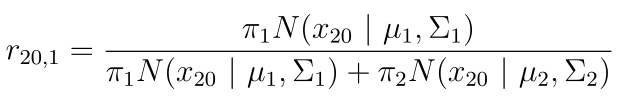 r_{20,1} = \frac{\pi_1 N(x_{20} \mid \mu_1, \Sigma_1)}{\pi_1 N(x_{20} \mid \mu_1, \Sigma_1) + \pi_2 N(x_{20} \mid \mu_2, \Sigma_2)}